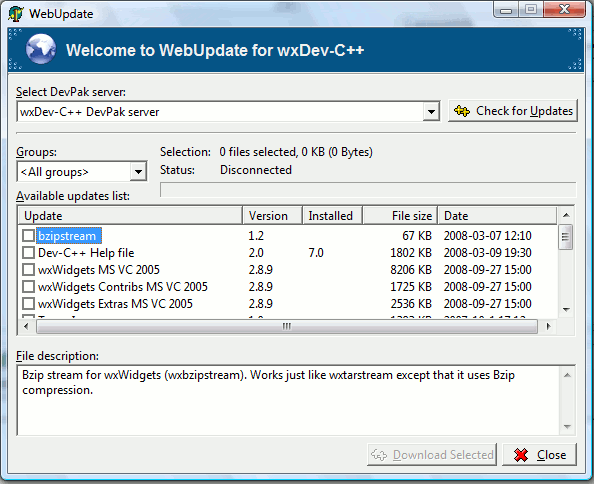 WebUpdate
Welcome to WebUpdate for wxDev-C++
Select DevPak server:
wxDev-C++ DevPak server
Check for Updates
Groups:
Selection: 0 files selected, 0 KB (0 Bytes)
<All groups>
Status: Disconnected
Available updates list:
Update Version Installed File size Date
bzipstream 1.2 67 KB 2008-03-07 12:10
Dev-C++ Help file 2.0 7.0 1802 KB 2008-03-09 19:30
wxWidgets MS VC 2005 2.8.9 8206 KB 2008-09-27 15:00
wxWidgets Contribs MS VC 2005 2.8.9 1725 KB 2008-09-27 15:00
wxWidgets Extras MS VC 2005 2.8.9 2536 KB 2008-09-27 15:00
File description:
Bzip stream for wxWidgets (wxbzipstream). Works just like wxtarstream except that it uses Bzip
compression.
Download Selected
Close